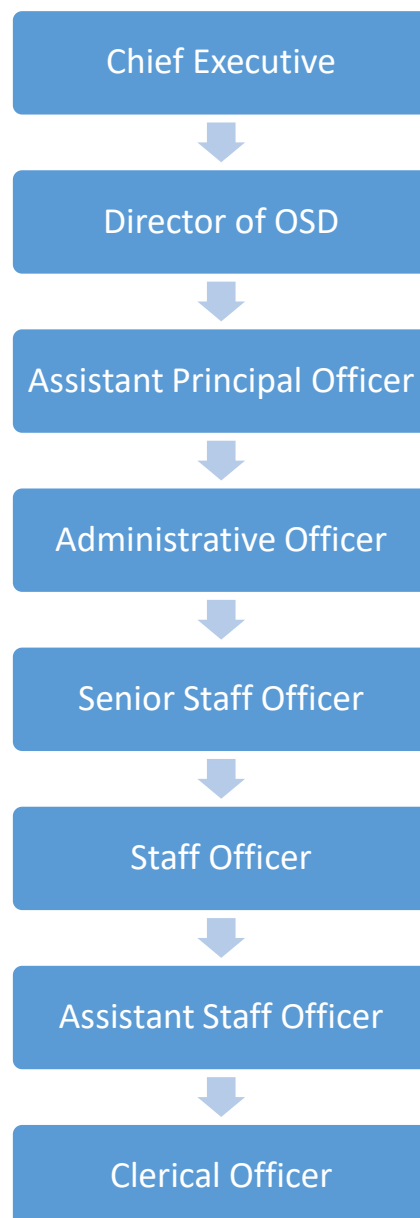 Chief Executive
Director of OSD
Assistant Principal Officer
Administrative Officer
Senior Staff Officer
Staff Officer
Assistant Staff Officer
Clerical Officer